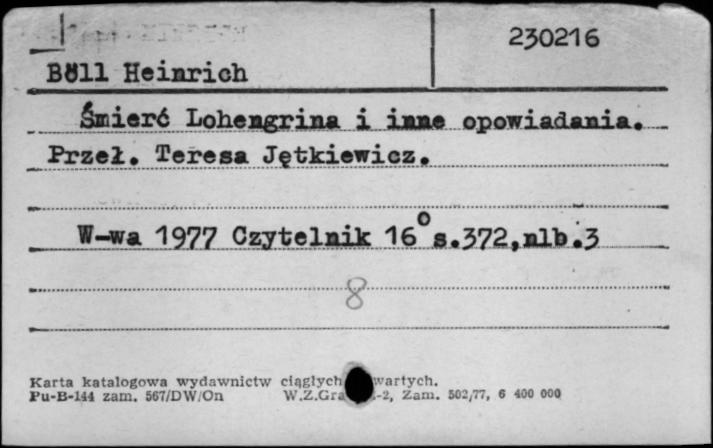 230216
Böll Heinrich
Śmierć Lohengrina i inne opowiadania.
Przeł. Teresa Jętkiewicz.
W-wa 1977 Czytelnik 16° s.372,nlb.3
8
Karta katalogowa wydawnictw ciągłych wartych.
Pu-B-144 zam. 567/DW/On W.Z.Gra -2, Zam. 502/77, 6 400 000